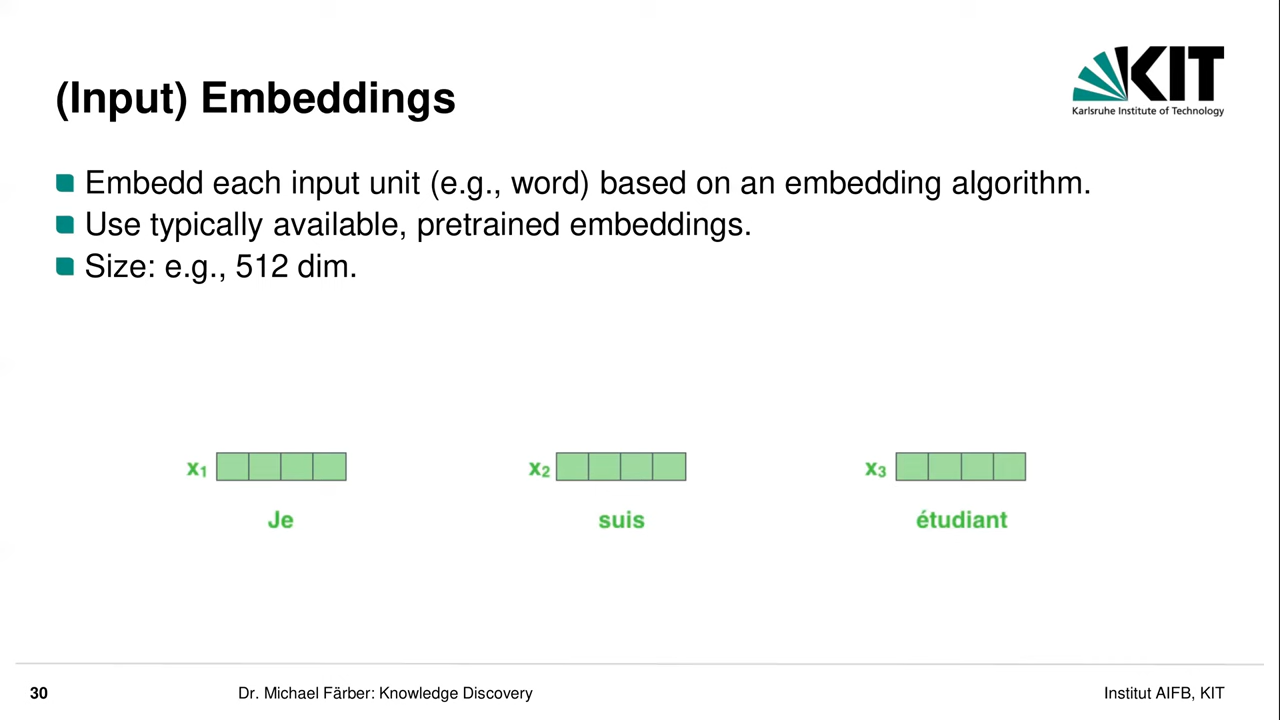 (Input) Embeddings
KIT
Karlsruhe Institute of Technology
Embedd each input unit (e.g., word) based on an embedding algorithm.
Use typically available, pretrained embeddings.
Size: e.g., 512 dim.
x₁ x₂ x₃
Je suis étudiant
30 Dr. Michael Färber: Knowledge Discovery Institut AIFB, KIT